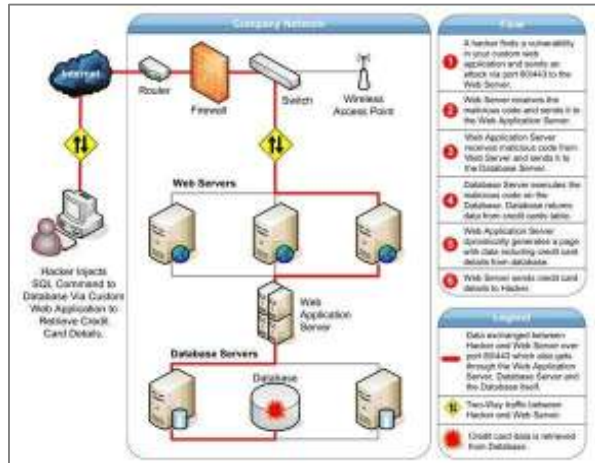 Company Network
Flow
Internet
Router
Firewall
Switch
Wireless
Access Point
Web Servers
Hacker Injects
SQL Command to
Database Via Custom
Web Application to
Retrieve Credit
Card Details.
Web
Application
Server
Database Servers
Database
1
A hacker finds a vulnerability
in your custom web
application and sends an
attack via port 80/443 to the
Web Server.
2
Web Server receives the
malicious code and sends it to
the Web Application Server.
3
Web Application Server
receives malicious code from
Web Server and sends it to
the Database Server.
4
Database Server executes the
malicious code on the
Database. Database returns
data from credit cards table.
5
Web Application Server
dynamically generates a page
with data including credit card
details from database.
6
Web Server sends credit card
details to Hacker.
Legend
Data exchanged between
Hacker and Web Server over
port 80/443 which also gets
through the Web Application
Server, Database Server and
the Database itself.
Two-Way traffic between
Hacker and Web Server.
Credit card data is retrieved
from Database.